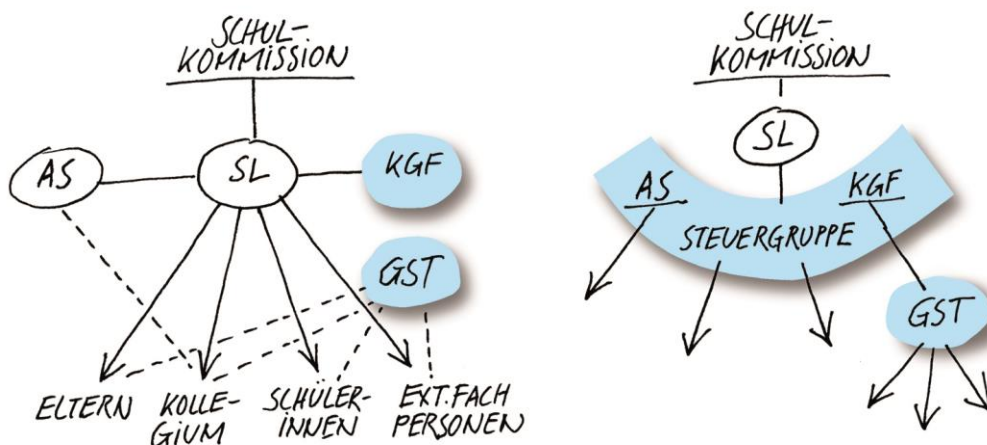 SCHUL-
KOMMISSION
AS
SL
KGF
GST
ELTERN
KOLLE-
GIUM
SCHÜLER-
INNEN
EXT.FACH
PERSONEN
SCHUL-
KOMMISSION
SL
AS
KGF
STEUERGRUPPE
GST